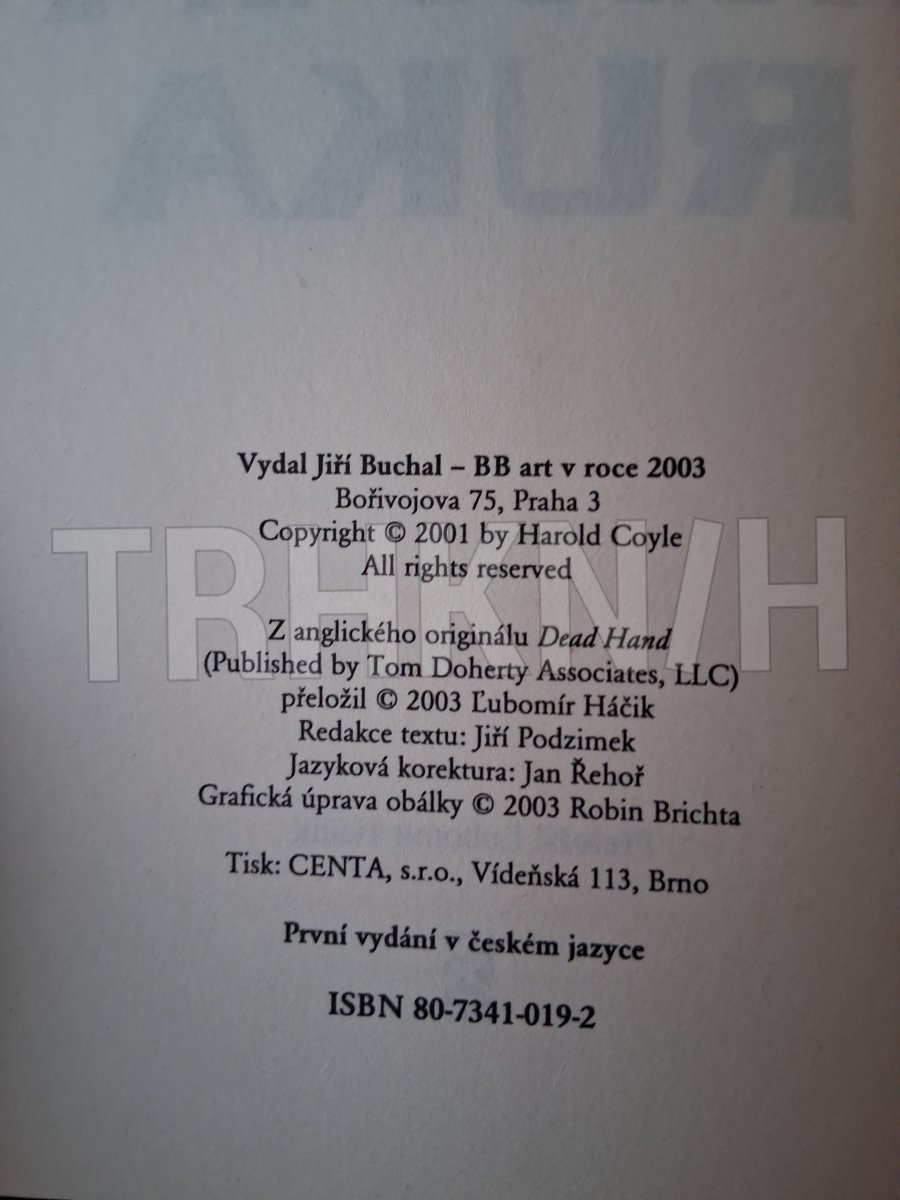 RUKA
Vydal Jiří Buchal – BB art v roce 2003
Bořivojova 75, Praha 3
Copyright © 2001 by Harold Coyle
All rights reserved
TRHKNIH
Z anglického originálu Dead Hand
(Published by Tom Doherty Associates, LLC)
přeložil © 2003 Ľubomír Háčik
Redakce textu: Jiří Podzimek
Jazyková korektura: Jan Řehoř
Grafická úprava obálky © 2003 Robin Brichta
Tisk: CENTA, s.r.o., Vídeňská 113, Brno
První vydání v českém jazyce
ISBN 80-7341-019-2